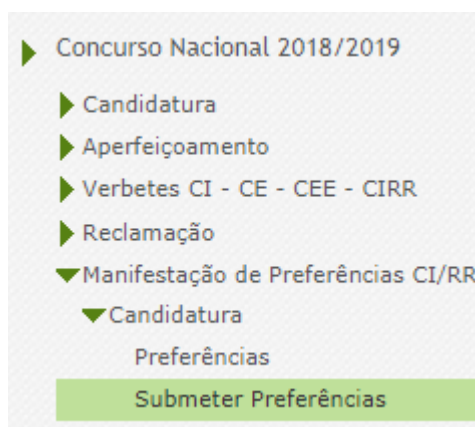 Concurso Nacional 2018/2019
Candidatura
Aperfeiçoamento
Verbetes CI - CE - CEE - CIRR
Reclamação
Manifestação de Preferências CI/RR
Candidatura
Preferências
Submeter Preferências